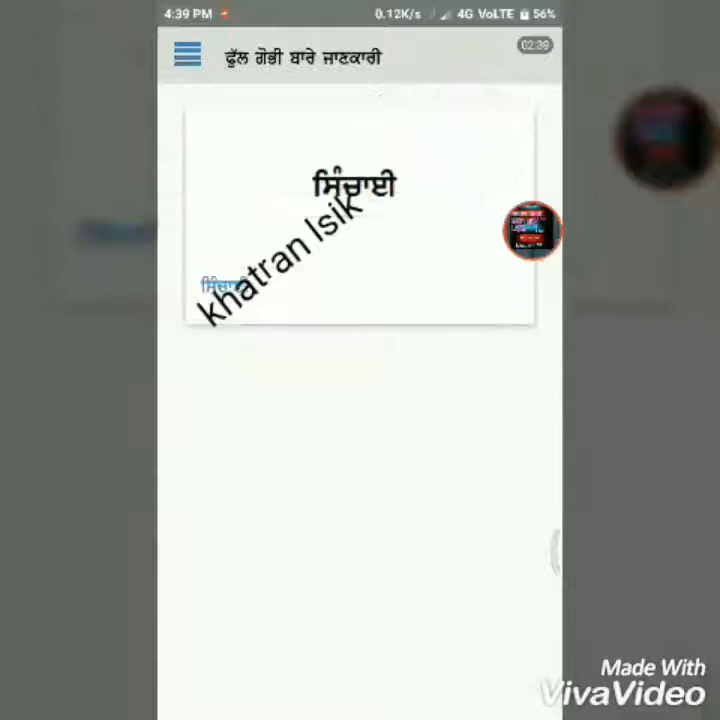 4:39 PM 0.12K/s 4G VoLTE 56%
ਫੁੱਲ ਗੋਭੀ ਬਾਰੇ ਜਾਣਕਾਰੀ
02:39
ਸਿੰਚਾਈ
khatran Isik
ਸਿੰਚਾਈ
Made With
VivaVideo